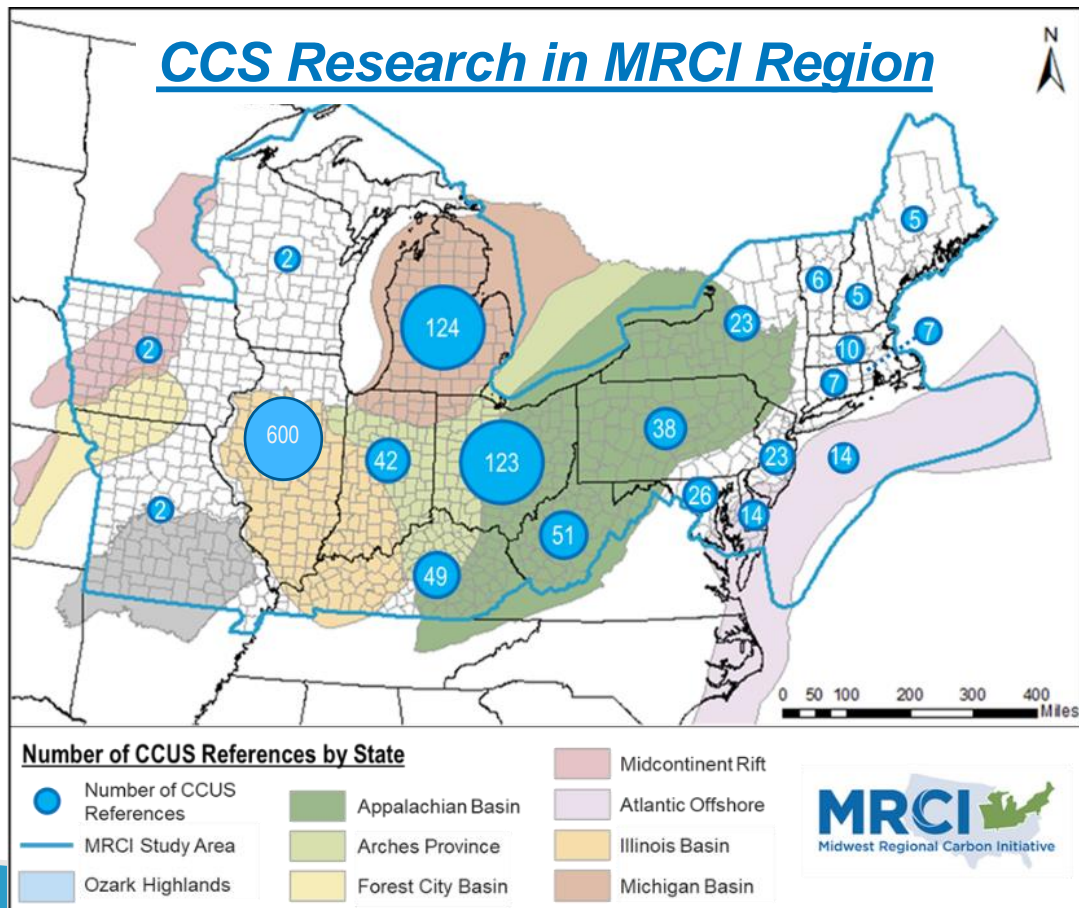 CCS Research in MRCI Region
N
5
2
6
5
7
124
23
10
2
7
600
38
42
123
23
14
26
2
14
51
49
0 50 100 200 300 400
Miles
Number of CCUS References by State
Number of CCUS
References
MRCI Study Area
Ozark Highlands
Appalachian Basin
Arches Province
Forest City Basin
Midcontinent Rift
Atlantic Offshore
Illinois Basin
Michigan Basin
MRCI
Midwest Regional Carbon Initiative